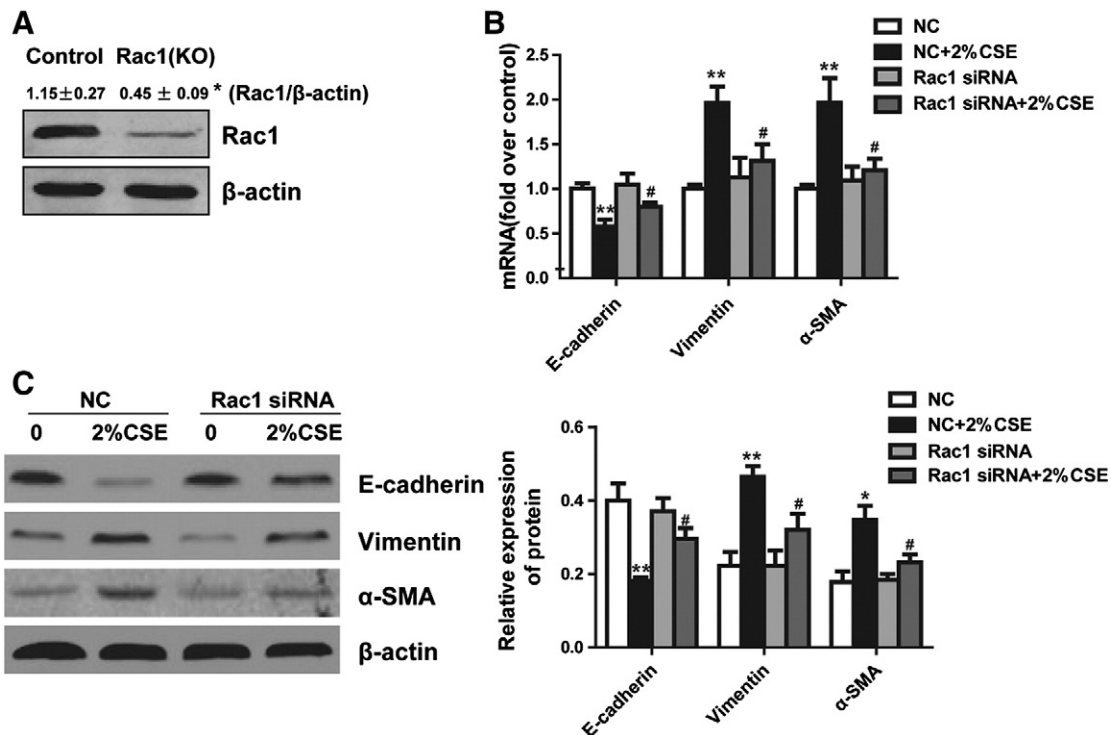 A
Control Rac1(KO)
1.15±0.27 0.45 ± 0.09 * (Rac1/β-actin)
Rac1
β-actin
B
NC
NC+2%CSE
Rac1 siRNA
Rac1 siRNA+2%CSE
mRNA(fold over control)
2.5
2.0
1.5
1.0
0.5
0.0
** # ** # ** #
E-cadherin Vimentin α-SMA
C
NC Rac1 siRNA
0 2%CSE 0 2%CSE
E-cadherin
Vimentin
α-SMA
β-actin
NC
NC+2%CSE
Rac1 siRNA
Rac1 siRNA+2%CSE
Relative expression
of protein
0.6
0.4
0.2
0.0
** # ** # * #
E-cadherin Vimentin α-SMA